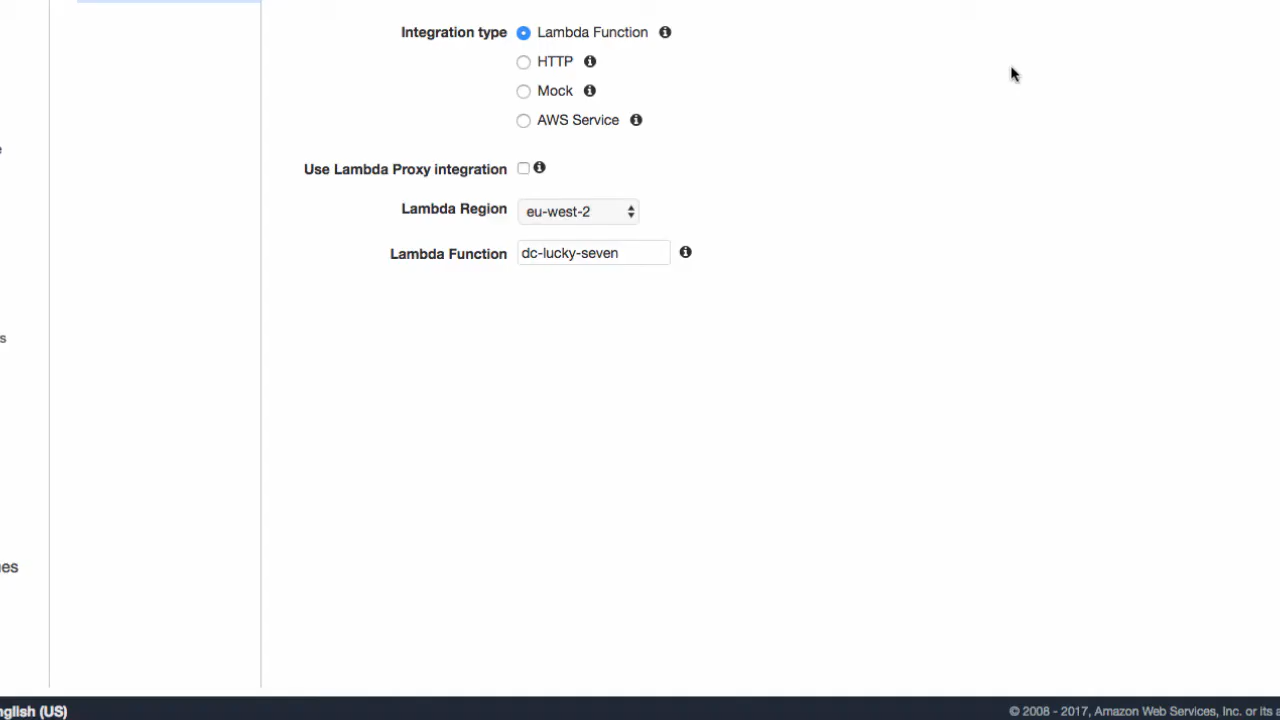 Integration type Lambda Function
HTTP
Mock
AWS Service
Use Lambda Proxy integration
Lambda Region eu-west-2
Lambda Function dc-lucky-seven
nglish (US)
© 2008 - 2017, Amazon Web Services, Inc. or its a